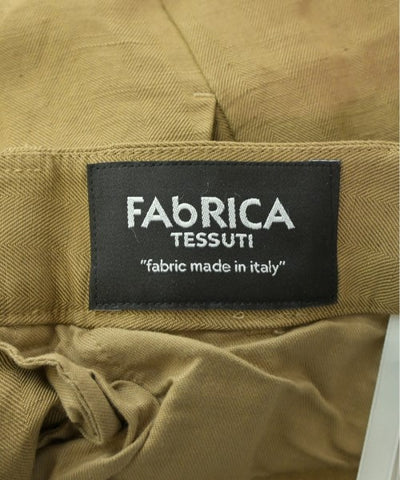 FAbRICA
TESSUTI
"fabric made in italy"